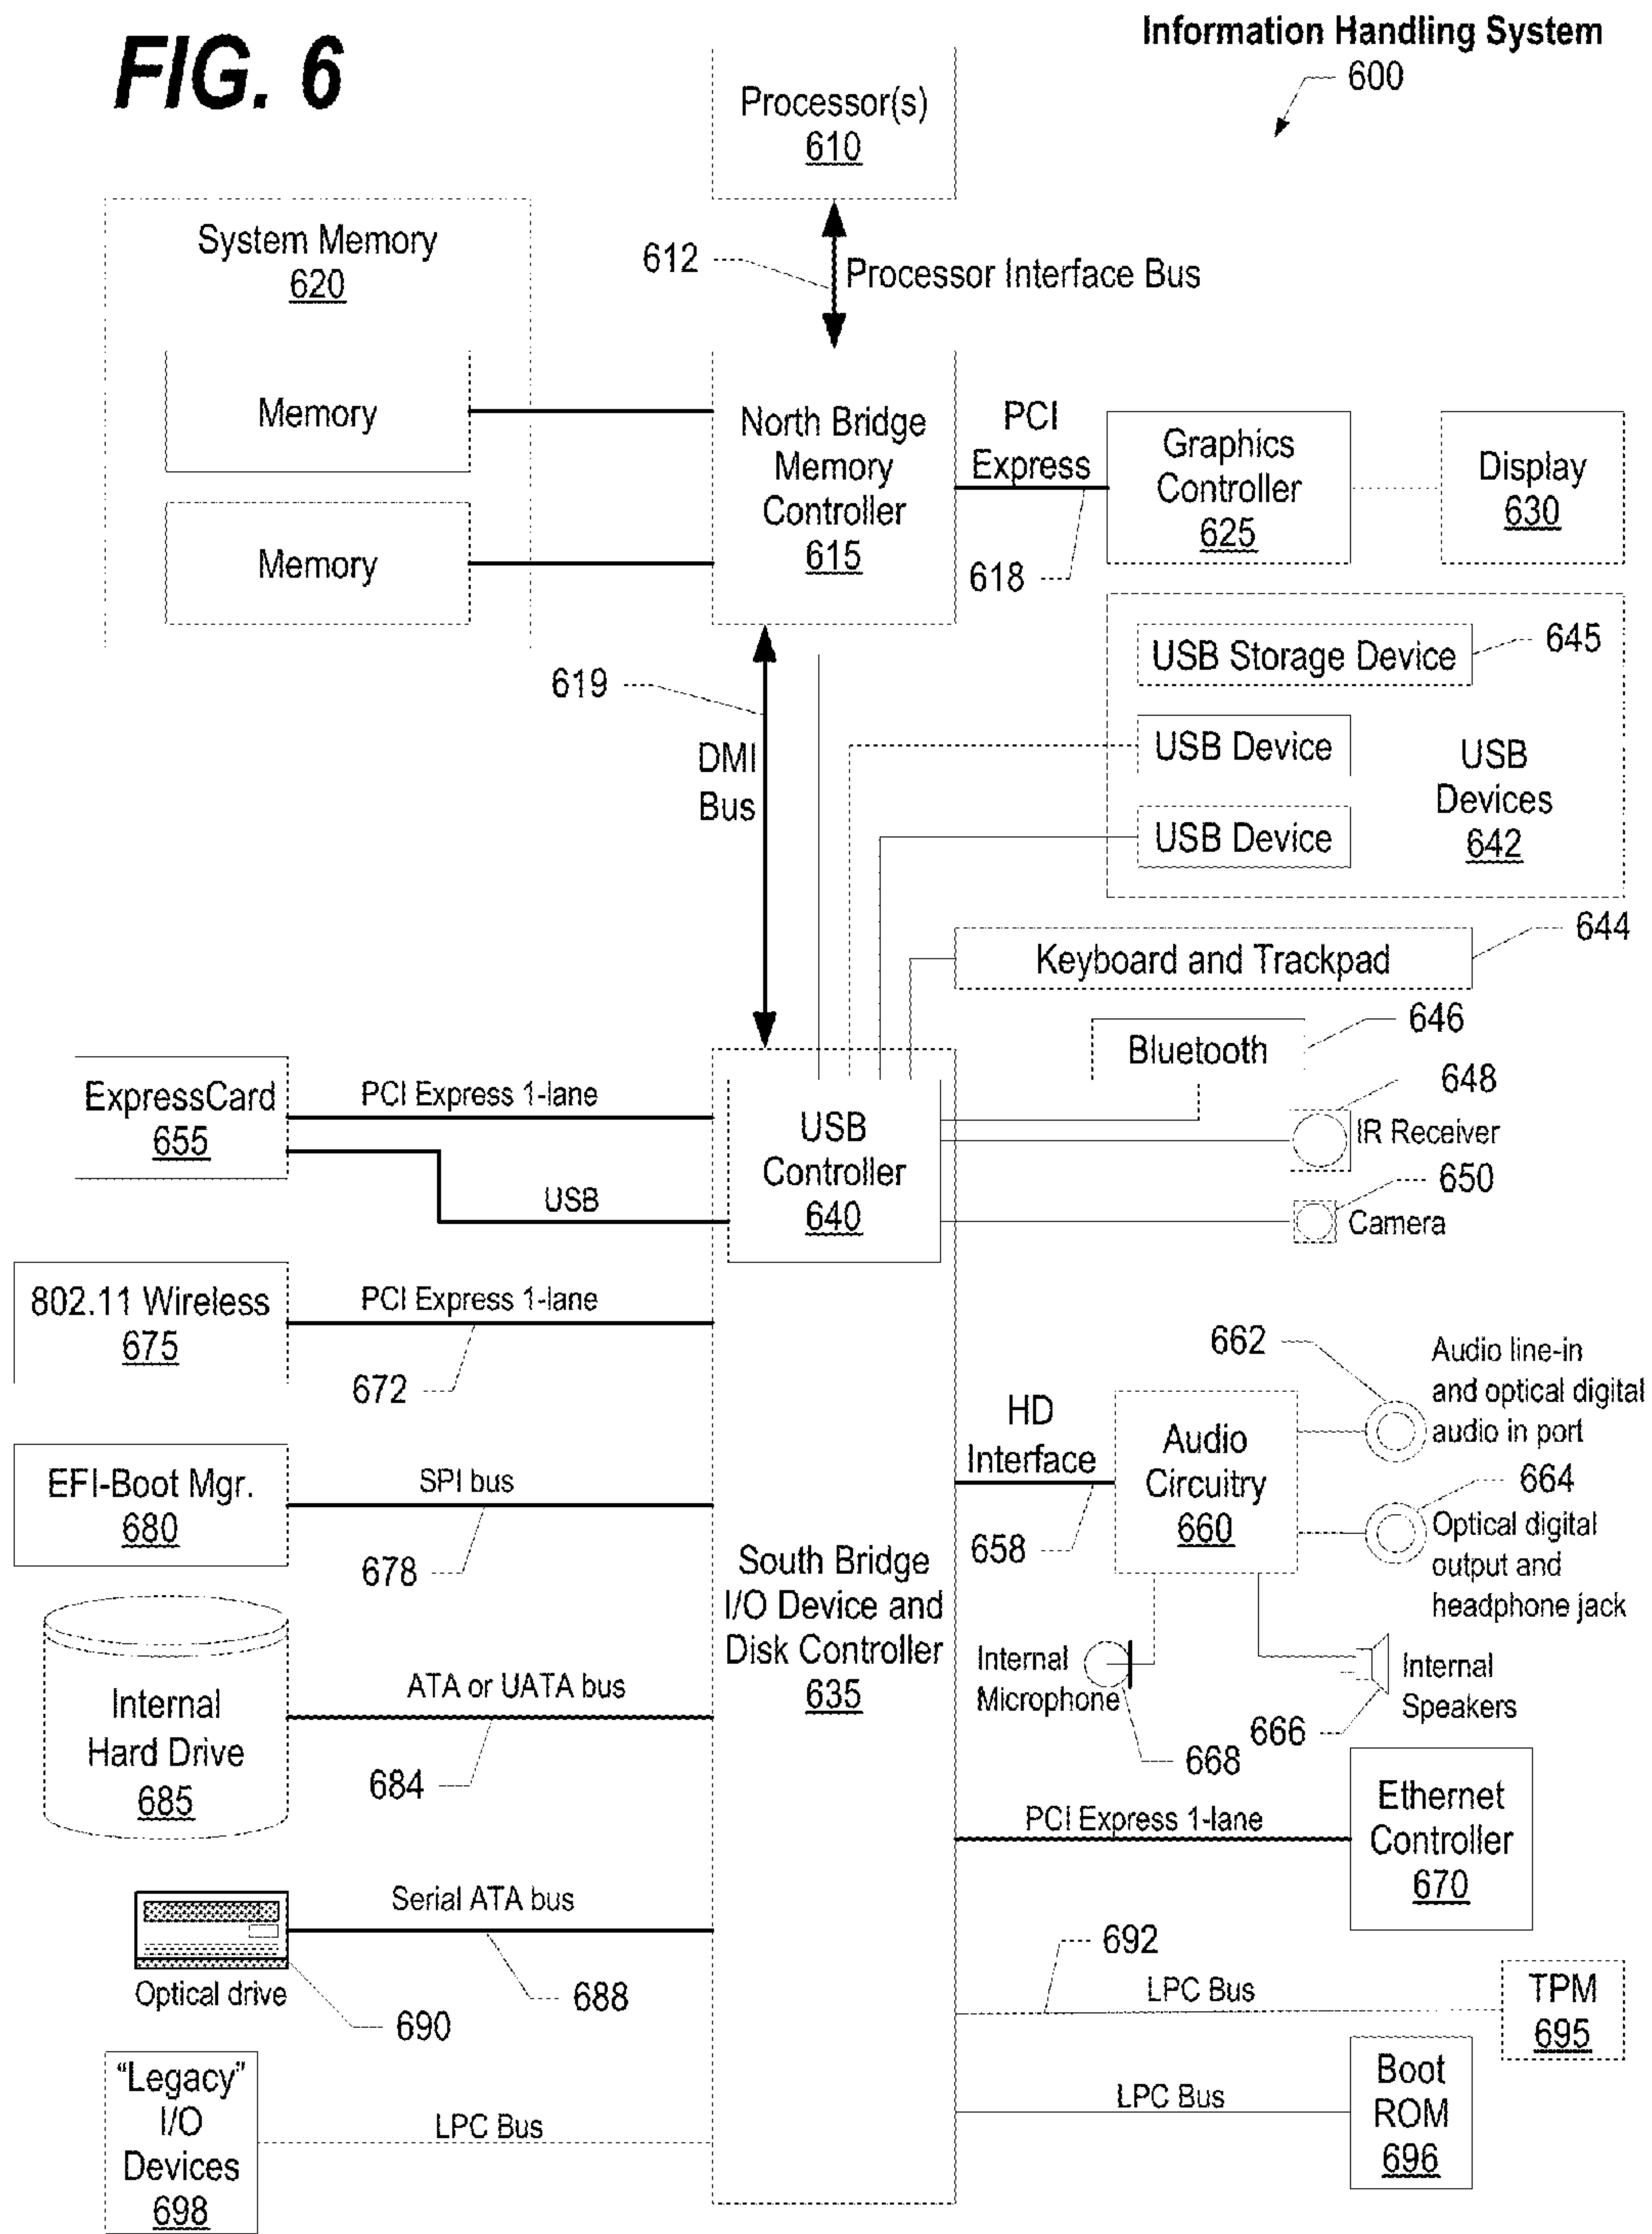 FIG. 6
Information Handling System
600
Processor(s)
610
System Memory
620
612
Processor Interface Bus
Memory
Memory
North Bridge
Memory
Controller
615
PCI
Express
618
Graphics
Controller
625
Display
630
619
DMI
Bus
USB Storage Device
645
USB Device
USB Device
USB
Devices
642
Keyboard and Trackpad
644
Bluetooth
646
648
IR Receiver
650
Camera
ExpressCard
655
PCI Express 1-lane
USB
USB
Controller
640
802.11 Wireless
675
PCI Express 1-lane
672
EFI-Boot Mgr.
680
SPI bus
678
HD
Interface
658
Audio
Circuitry
660
662
Audio line-in
and optical digital
audio in port
664
Optical digital
output and
headphone jack
South Bridge
I/O Device and
Disk Controller
635
Internal
Microphone
668
Internal
Speakers
666
Internal
Hard Drive
685
ATA or UATA bus
684
PCI Express 1-lane
Ethernet
Controller
670
Serial ATA bus
688
Optical drive
690
692
LPC Bus
TPM
695
"Legacy"
I/O
Devices
698
LPC Bus
LPC Bus
Boot
ROM
696